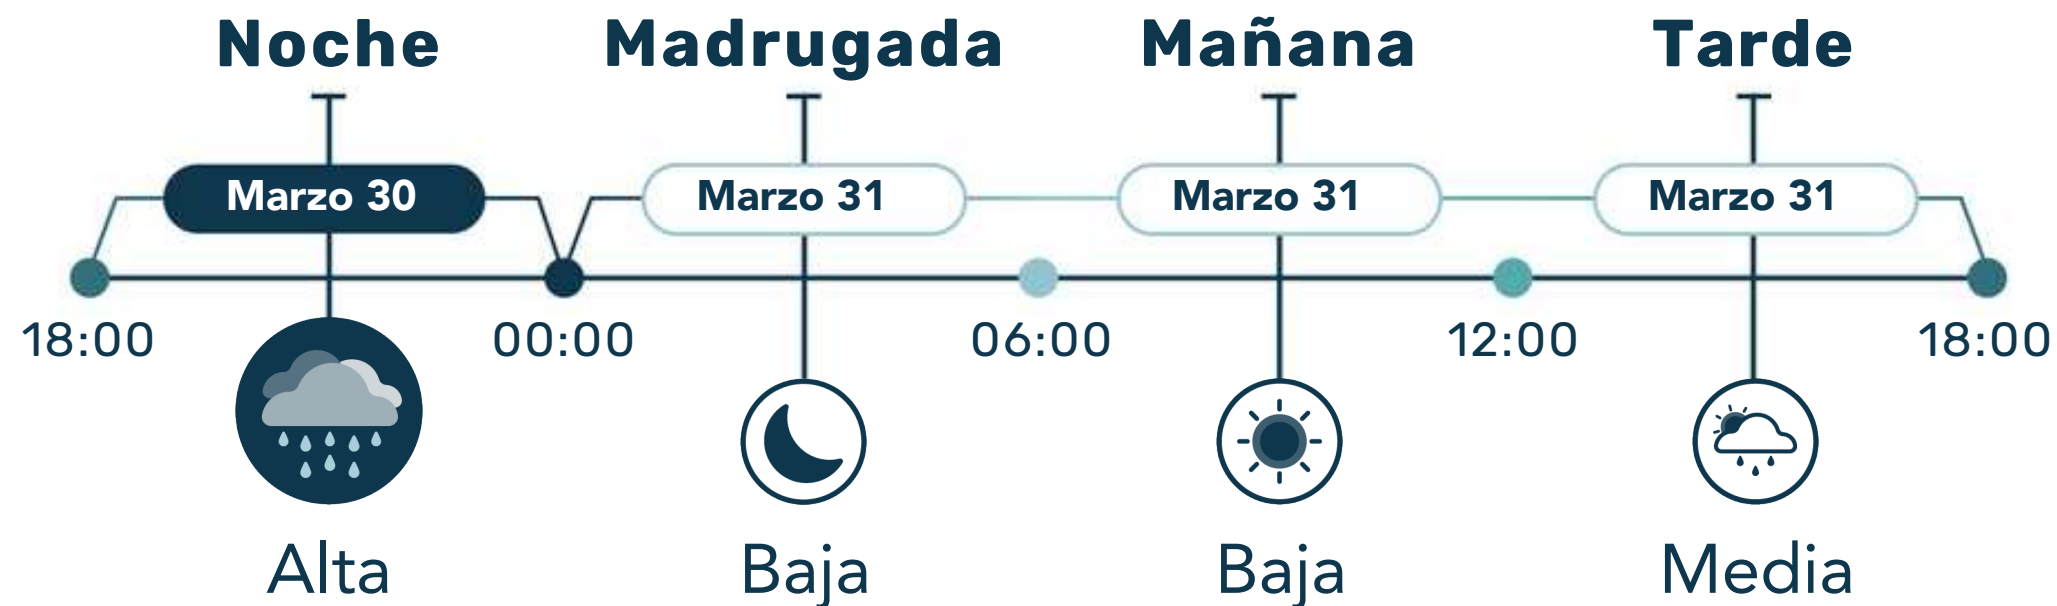 Noche Madrugada Mañana Tarde
Marzo 30 Marzo 31 Marzo 31 Marzo 31
18:00 00:00 06:00 12:00 18:00
Alta Baja Baja Media